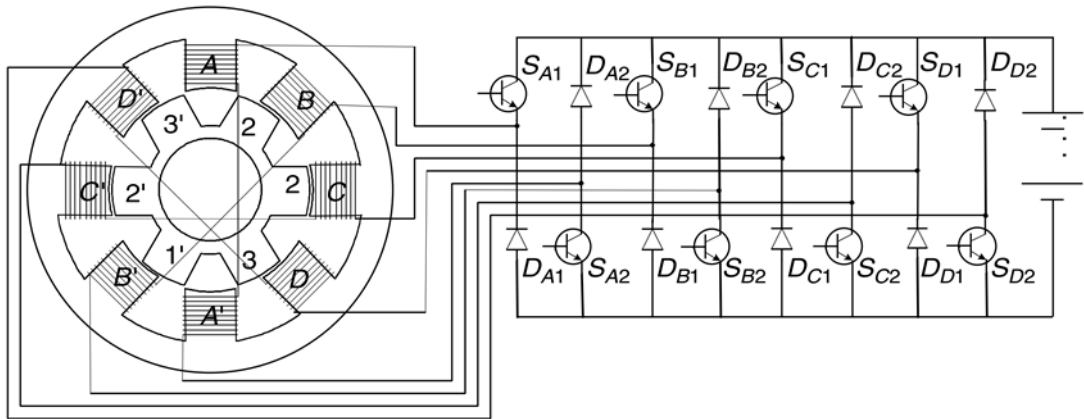 A
B
C
D
A'
B'
C'
D'
3'
2
2
3
1'
2'
S_A1
D_A2
S_B1
D_B2
S_C1
D_C2
S_D1
D_D2
D_A1
S_A2
D_B1
S_B2
D_C1
S_C2
D_D1
S_D2